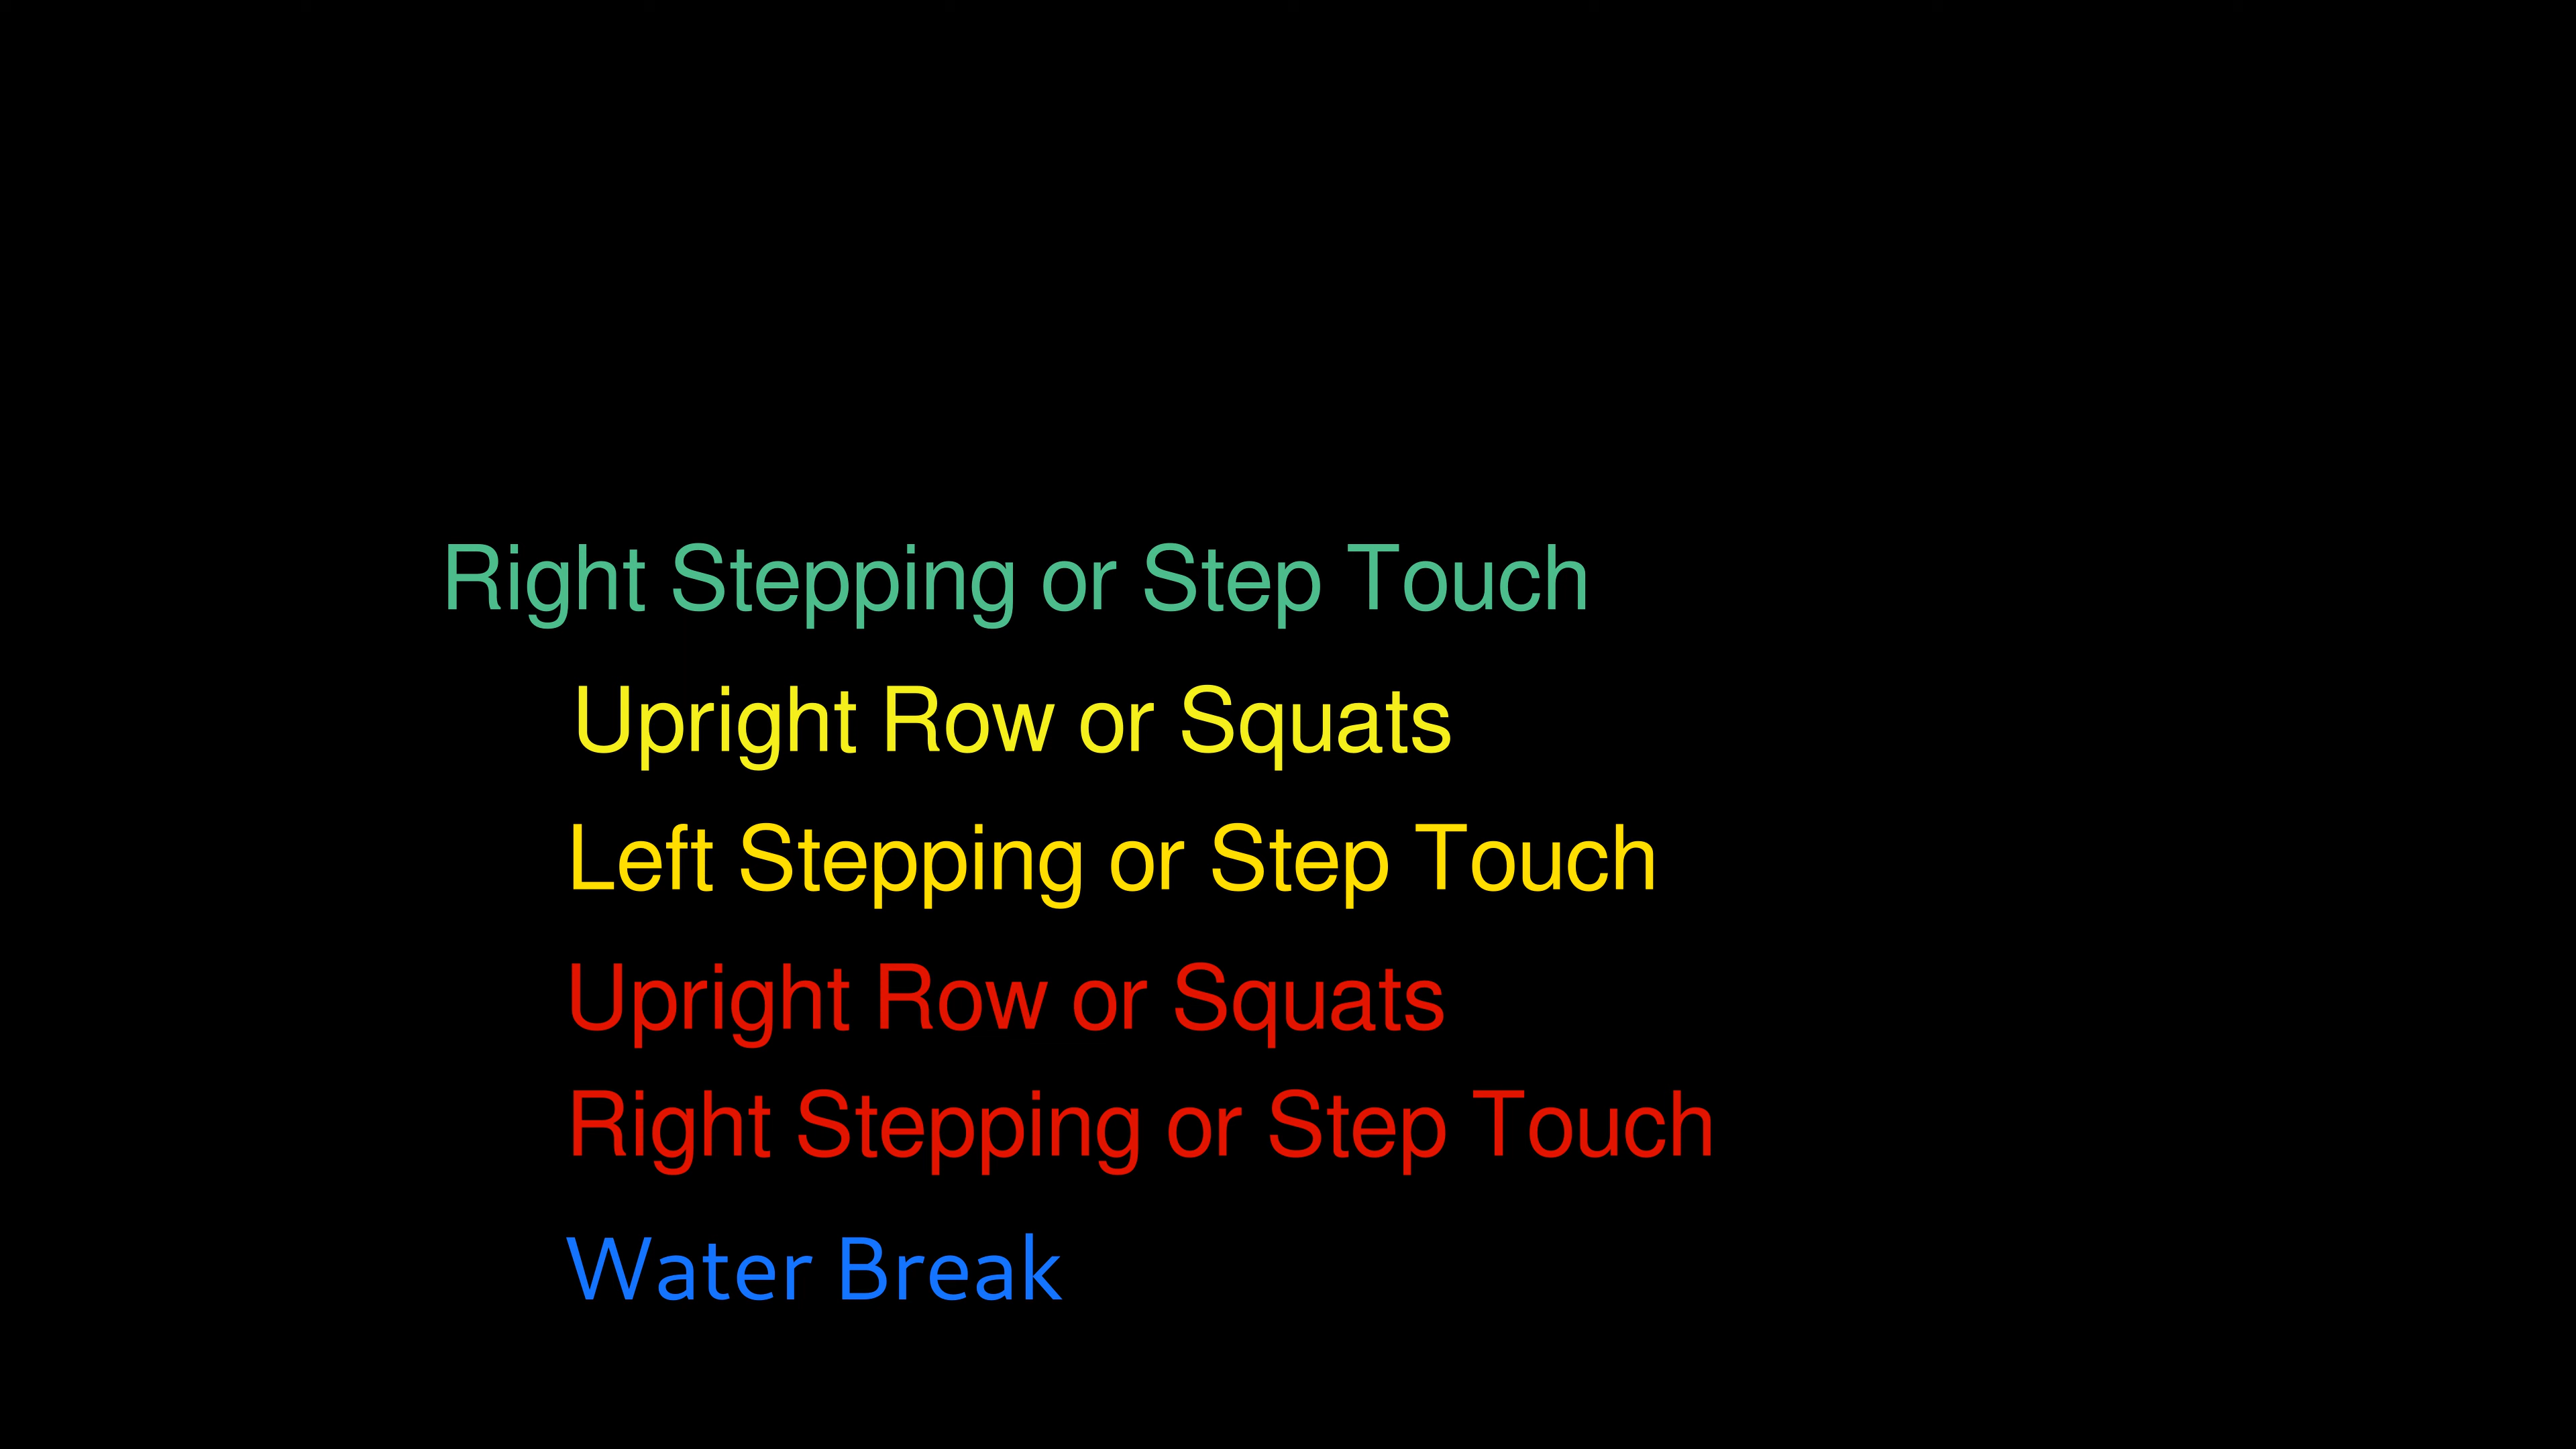 Right Stepping or Step Touch
Upright Row or Squats
Left Stepping or Step Touch
Upright Row or Squats
Right Stepping or Step Touch
Water Break